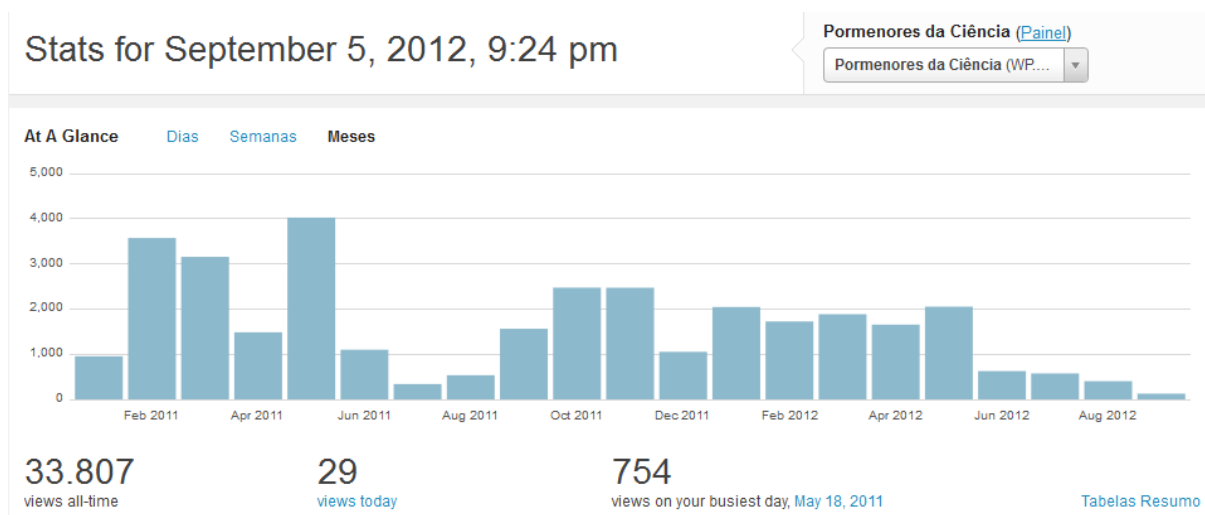 Stats for September 5, 2012, 9:24 pm
Pormenores da Ciência (Painel)
Pormenores da Ciência (WP....
At A Glance Dias Semanas Meses
5,000
4,000
3,000
2,000
1,000
0
Feb 2011 Apr 2011 Jun 2011 Aug 2011 Oct 2011 Dec 2011 Feb 2012 Apr 2012 Jun 2012 Aug 2012
33.807 29 754
views all-time views today views on your busiest day, May 18, 2011 Tabelas Resumo